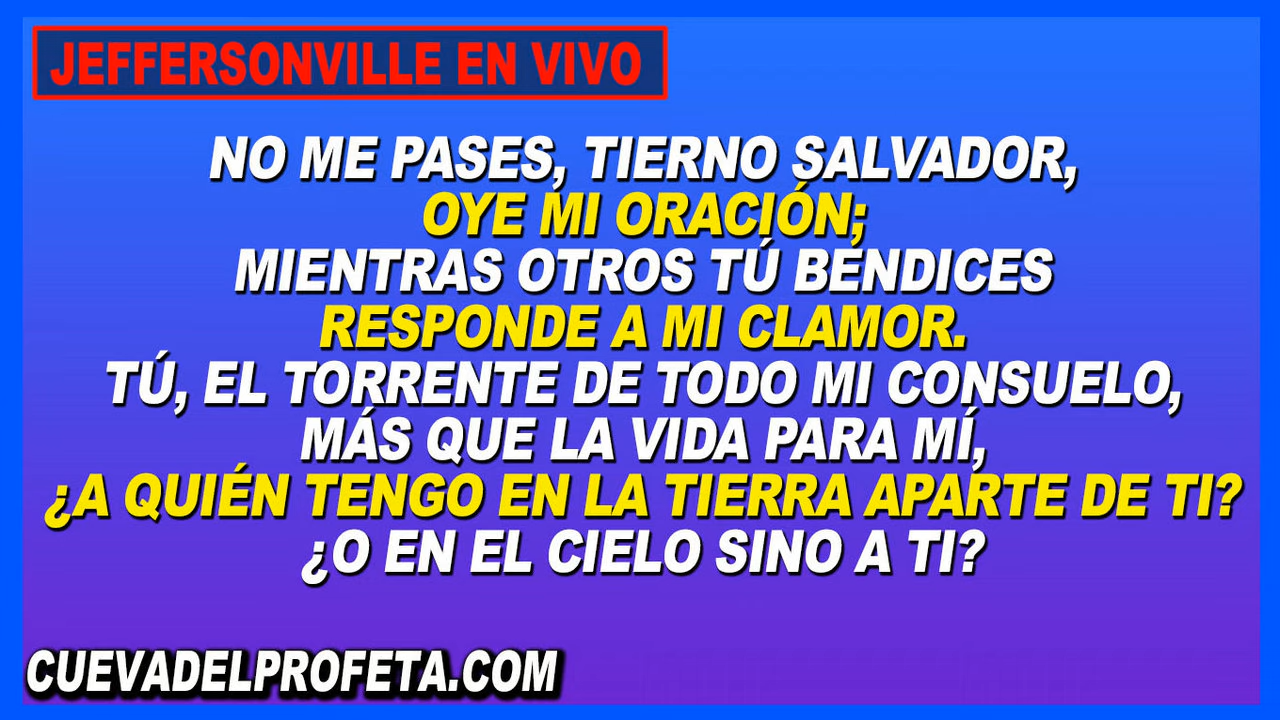 JEFFERSONVILLE EN VIVO
NO ME PASES, TIERNO SALVADOR,
OYE MI ORACIÓN;
MIENTRAS OTROS TÚ BENDICES
RESPONDE A MI CLAMOR.
TÚ, EL TORRENTE DE TODO MI CONSUELO,
MÁS QUE LA VIDA PARA MÍ,
¿A QUIÉN TENGO EN LA TIERRA APARTE DE TI?
¿O EN EL CIELO SINO A TI?
CUEVADELPROFETA.COM